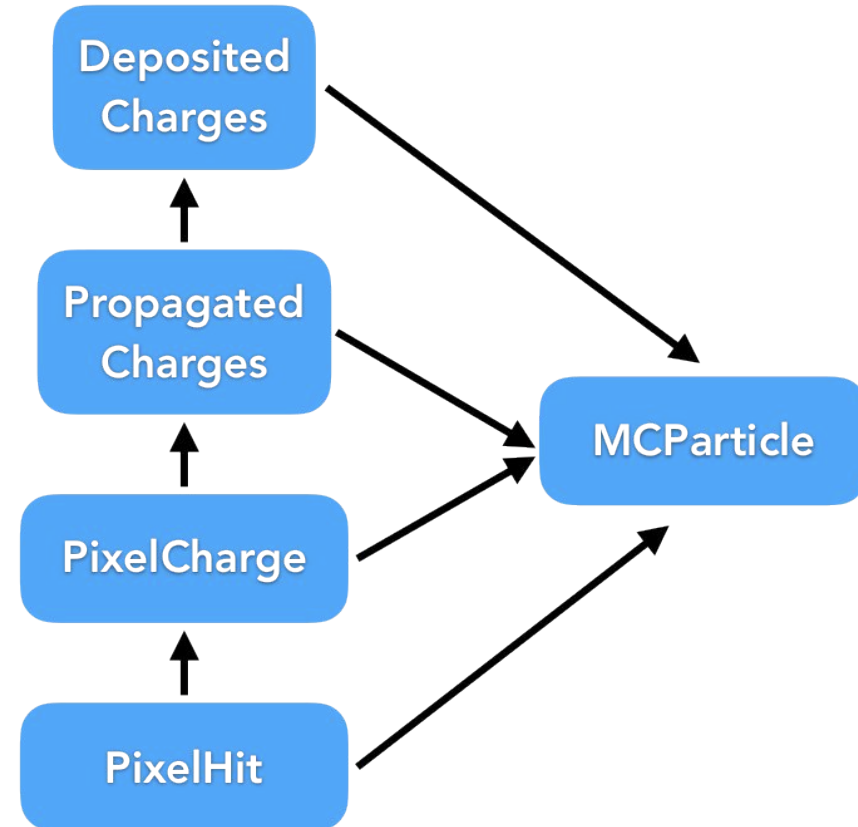 Deposited
Charges
Propagated
Charges
MCParticle
PixelCharge
PixelHit